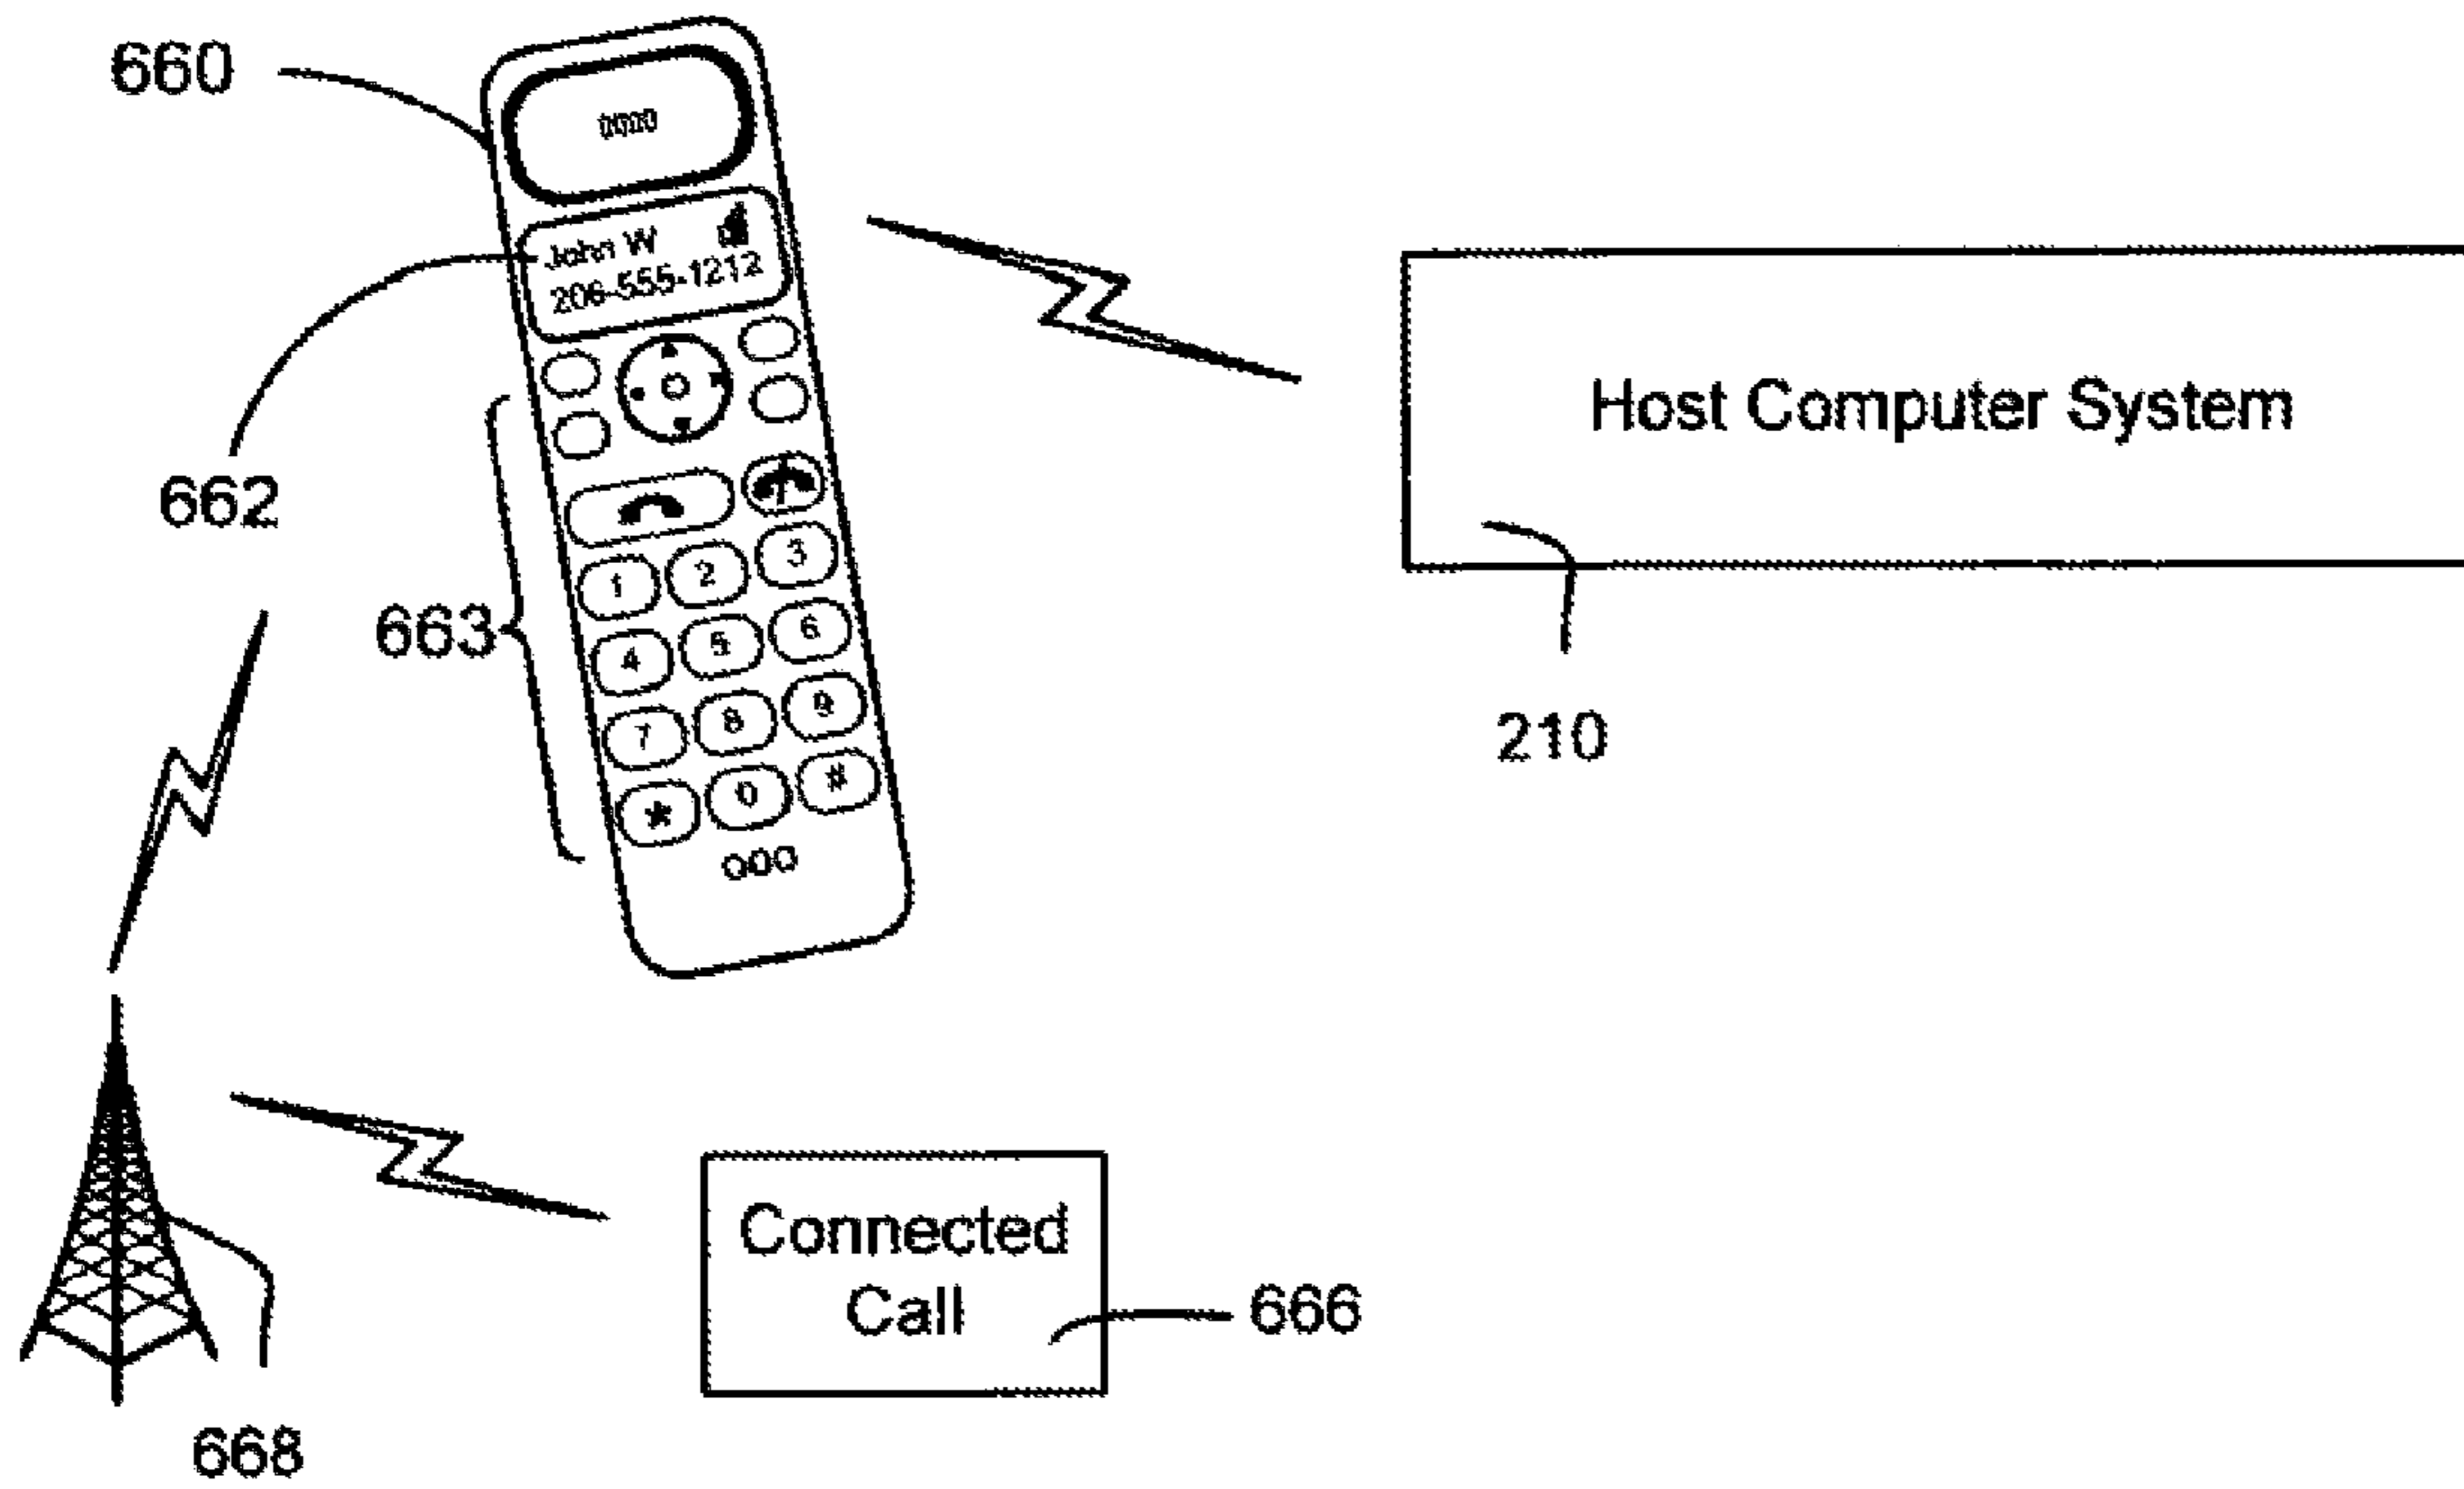 660
John W
206-555-1212
Host Computer System
662
1 2 3
663
4 5 6
210
7 8 9
* 0 #
Connected
Call
666
668